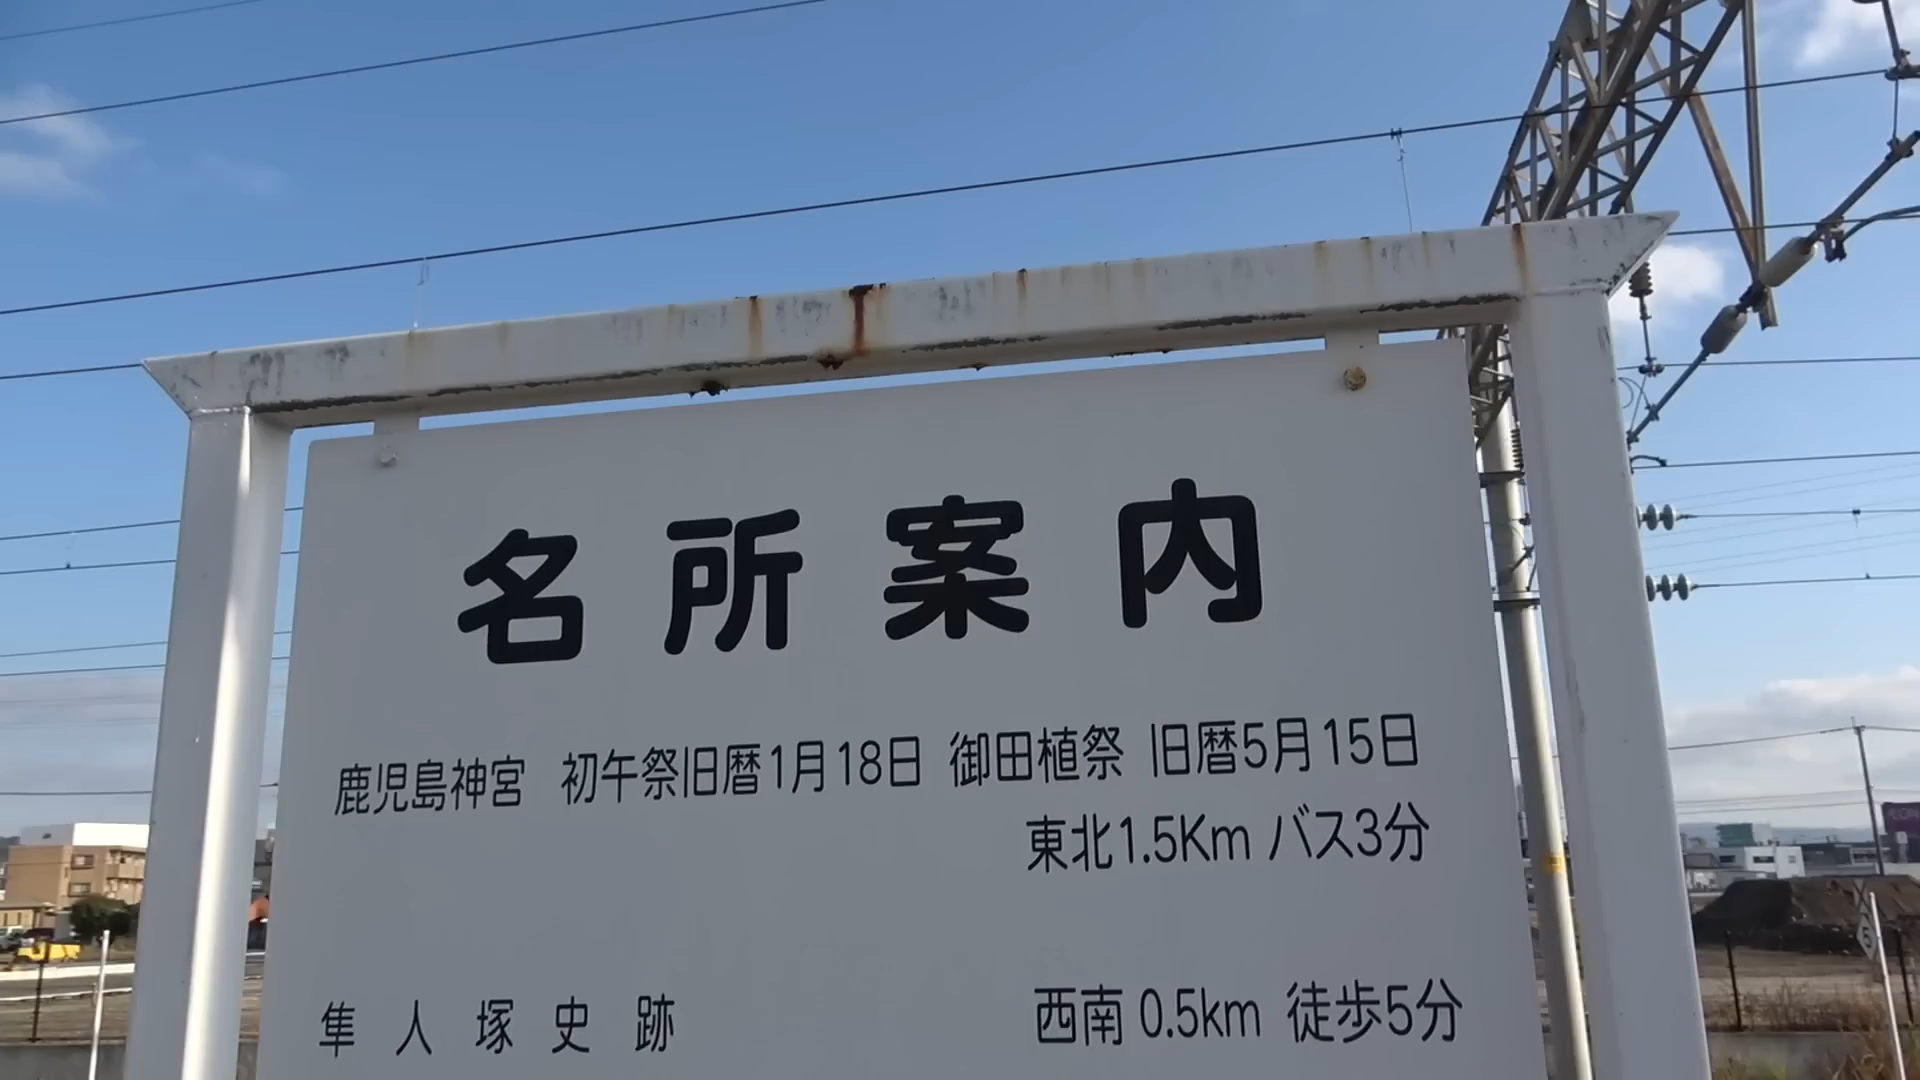 名所案内
鹿児島神宮 初午祭旧暦1月18日 御田植祭 旧暦5月15日
東北1.5Km バス3分
隼人塚史跡 西南0.5km 徒歩5分
5